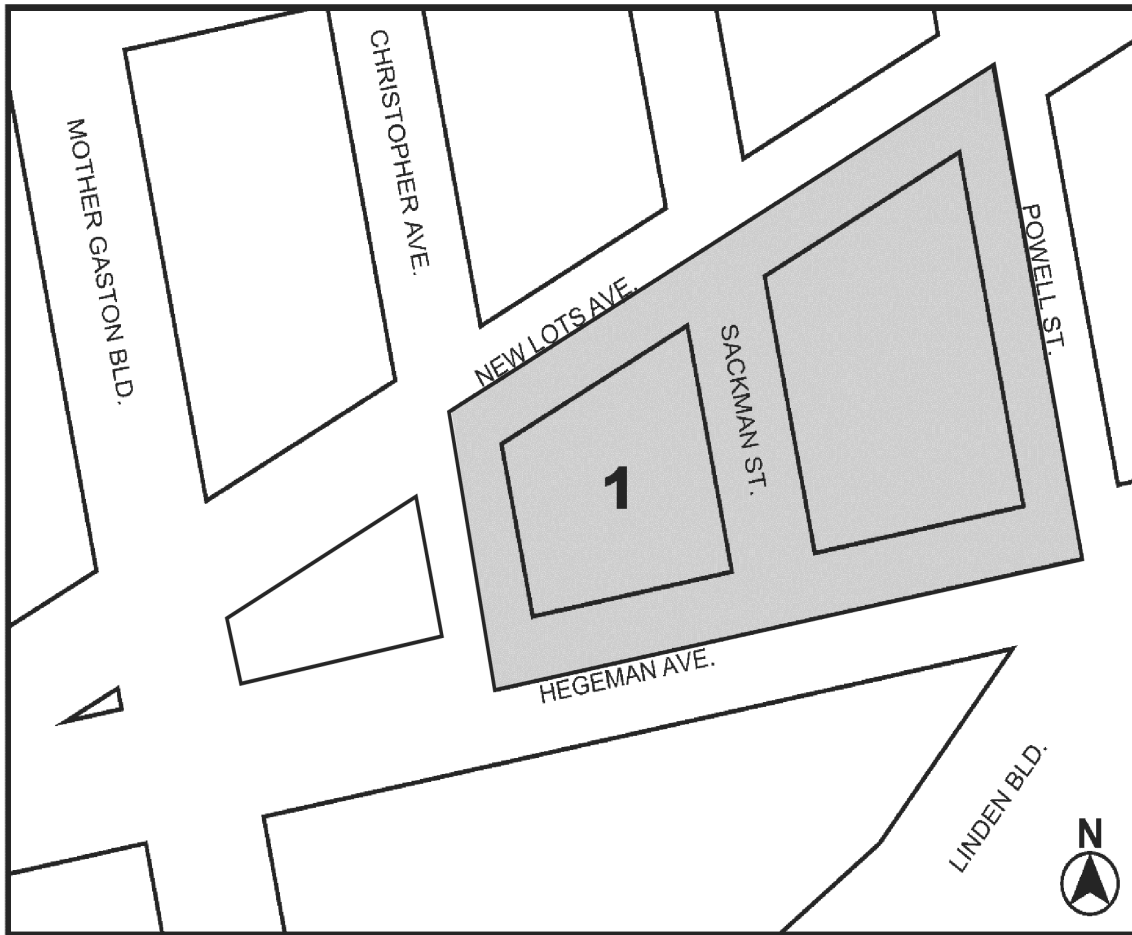 CHRISTOPHER AVE.
MOTHER GASTON BLD.
POWELL ST.
NEW LOTS AVE.
SACKMAN ST.
1
HEGEMAN AVE.
LINDEN BLD.
N